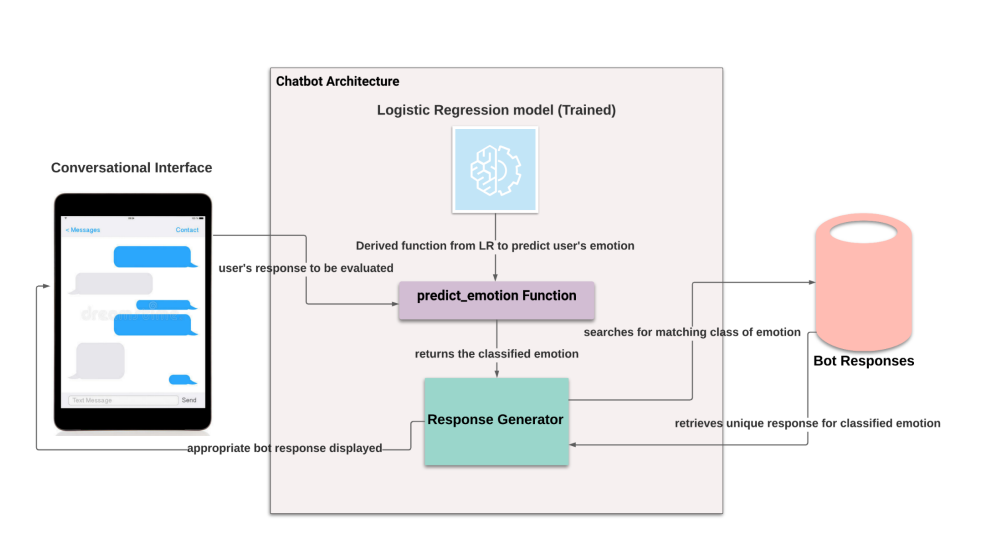 Chatbot Architecture
Logistic Regression model (Trained)
Conversational Interface
< Messages
Contact
Derived function from LR to predict user's emotion
user's response to be evaluated
predict_emotion Function
searches for matching class of emotion
returns the classified emotion
Bot Responses
Text Message
Send
Response Generator
retrieves unique response for classified emotion
appropriate bot response displayed